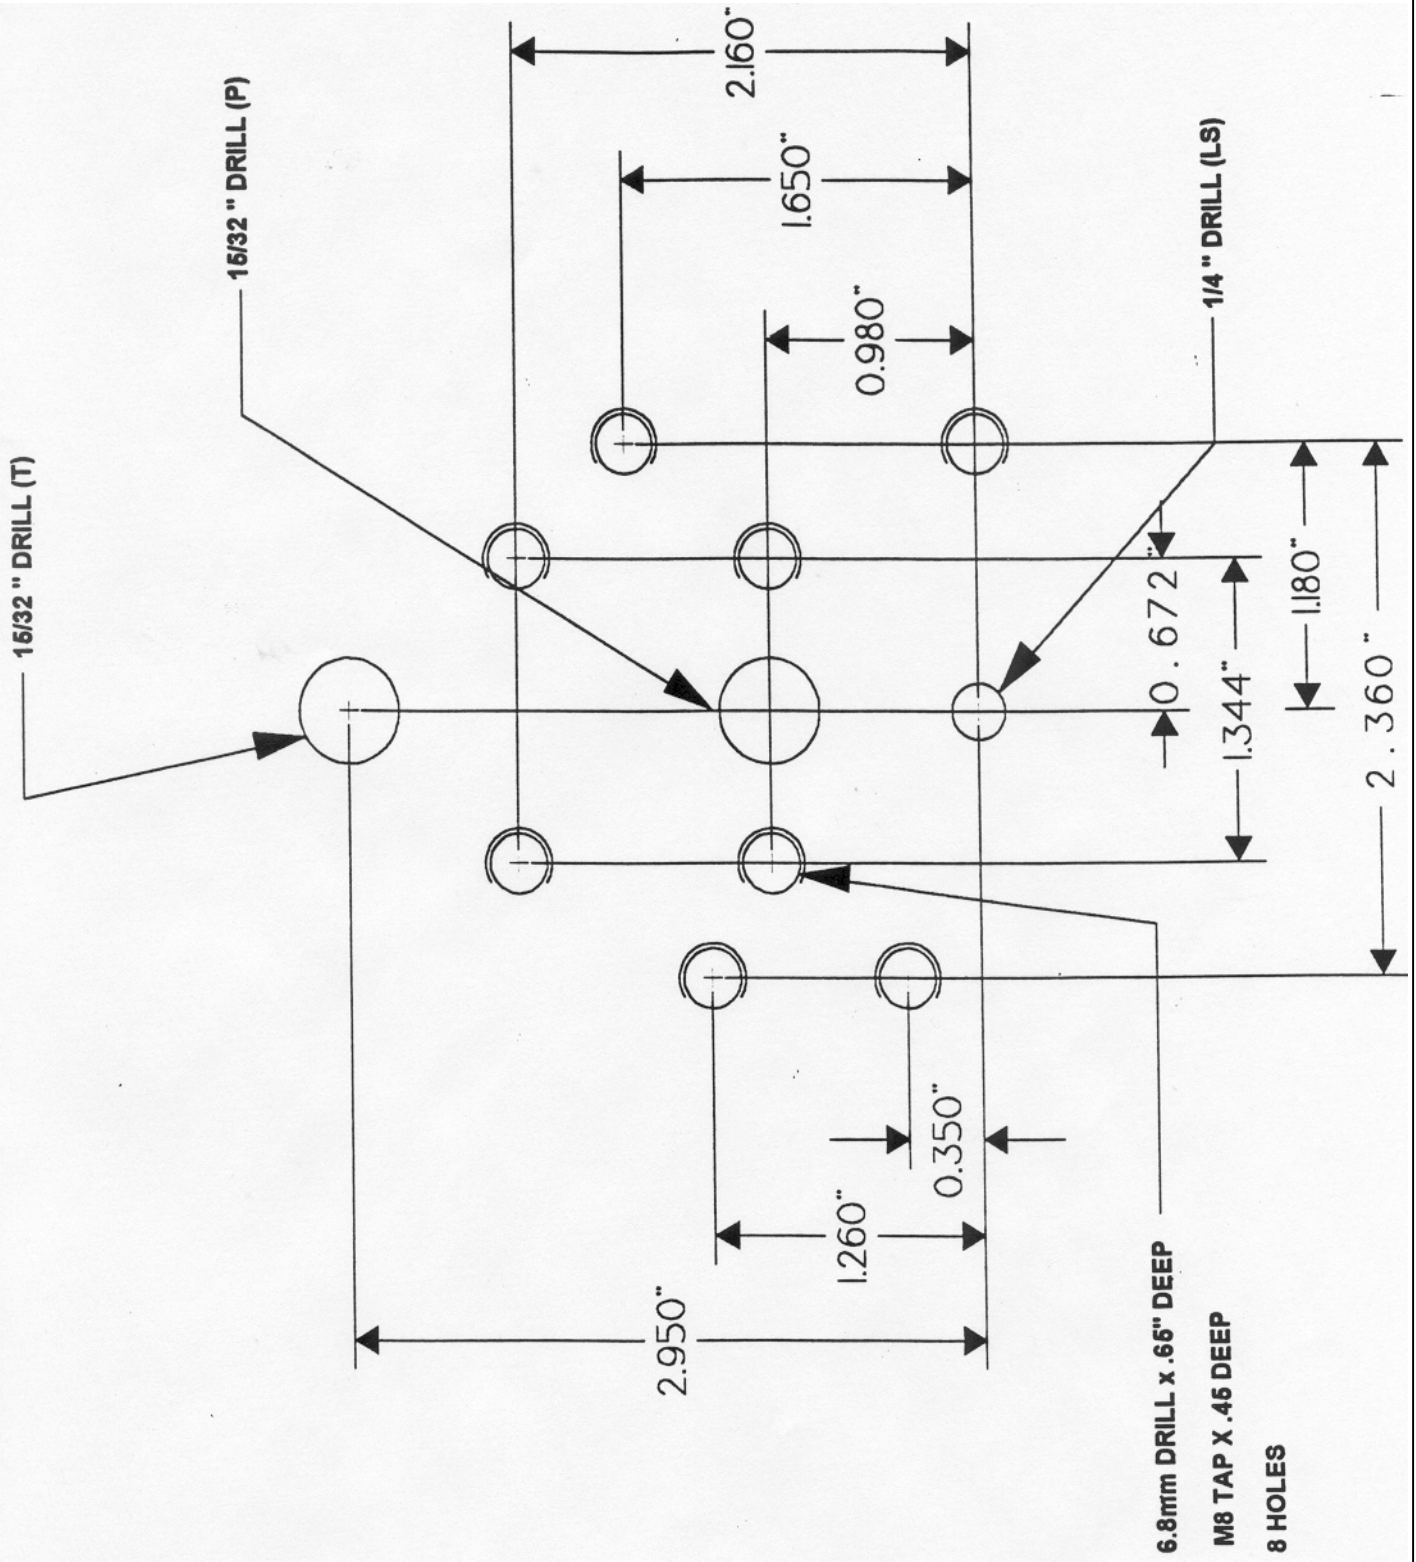 15/32 " DRILL (T)
15/32 " DRILL (P)
2.160"
1.650"
0.980"
1/4 " DRILL (LS)
0.672"
1.344"
1.180"
2.360"
0.350"
1.260"
2.950"
6.8mm DRILL x .65" DEEP
M8 TAP X .45 DEEP
8 HOLES